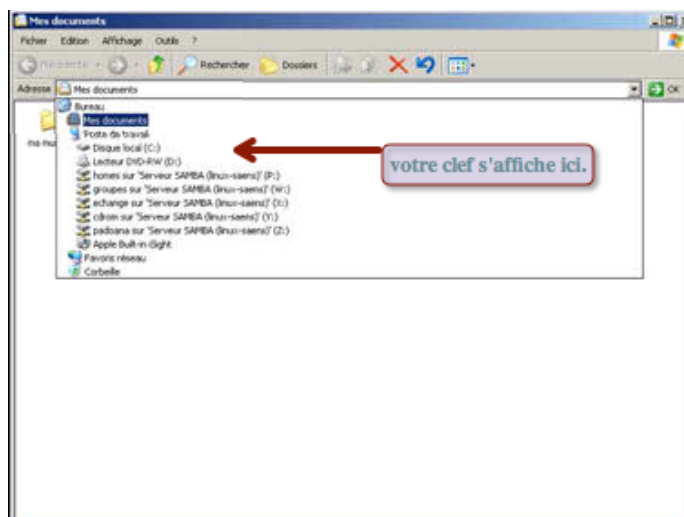 Mes documents
Fichier Edition Affichage Outils ?
Rechercher Dossiers
Adresse Mes documents OK
Bureau
Mes documents
Poste de travail
Disque local (C:)
Lecteur DVD-RW (D:)
homes sur 'Serveur SAMBA (linux-saens)' (P:)
groupes sur 'Serveur SAMBA (linux-saens)' (W:)
echange sur 'Serveur SAMBA (linux-saens)' (X:)
cdrom sur 'Serveur SAMBA (linux-saens)' (Y:)
padoana sur 'Serveur SAMBA (linux-saens)' (Z:)
Apple Built-in iSight
Favoris réseau
Corbeille
ma mu
votre clef s'affiche ici.